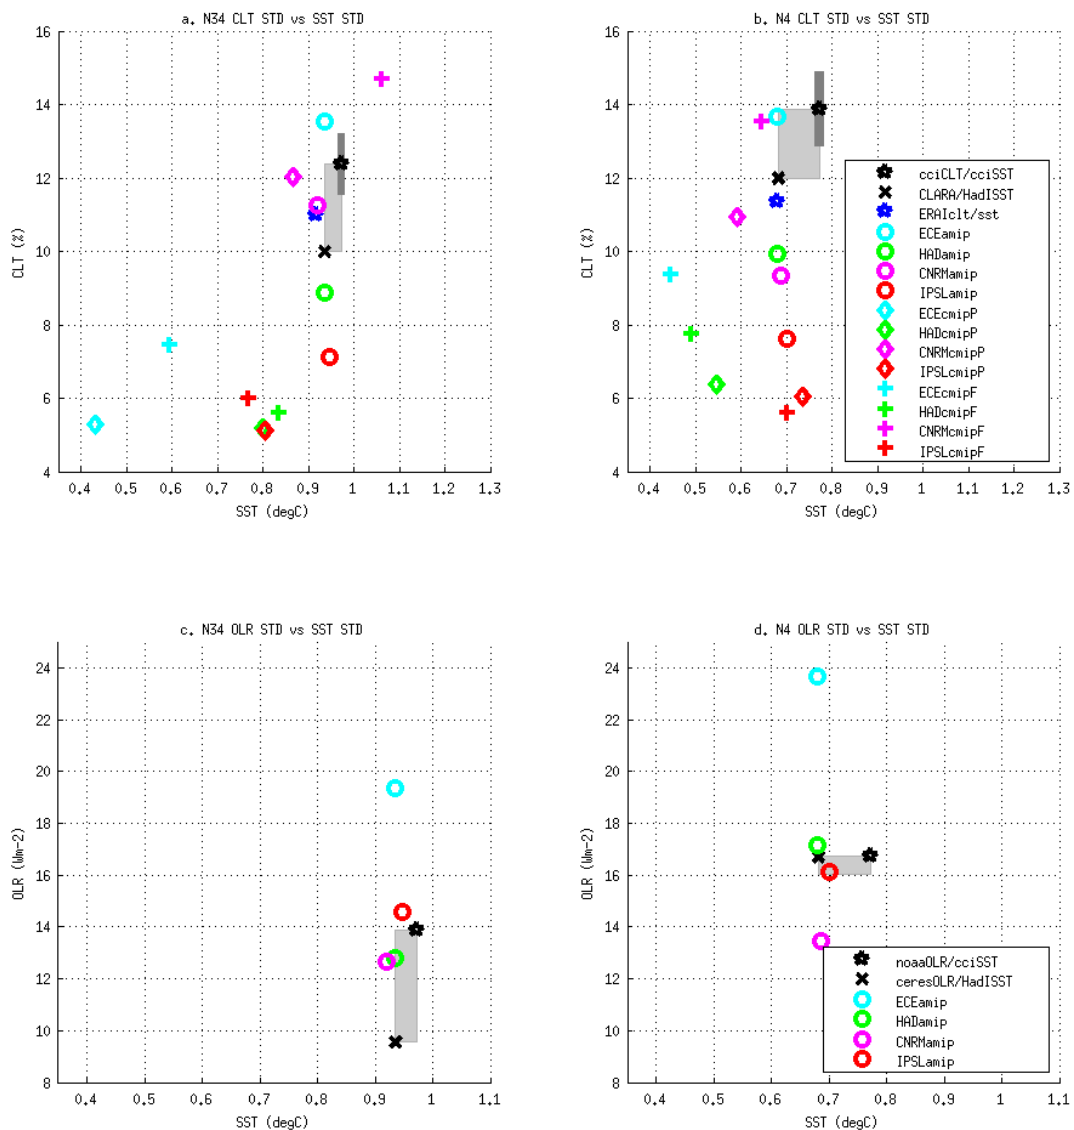 a. N34 CLT STD vs SST STD
16
14
12
10
8
6
4
CLT (%)
0.4 0.5 0.6 0.7 0.8 0.9 1 1.1 1.2 1.3
SST (degC)
b. N4 CLT STD vs SST STD
16
14
12
10
8
6
4
CLT (%)
0.4 0.5 0.6 0.7 0.8 0.9 1 1.1 1.2 1.3
SST (degC)
cciCLT/cciSST
CLARA/HadISST
ERAIclt/sst
ECEamip
HADamip
CNRMamip
IPSLamip
ECEcmipP
HADcmipP
CNRMcmipP
IPSLcmipP
ECEcmipF
HADcmipF
CNRMcmipF
IPSLcmipF
c. N34 OLR STD vs SST STD
24
22
20
18
16
14
12
10
8
OLR (Wm-2)
0.4 0.5 0.6 0.7 0.8 0.9 1 1.1
SST (degC)
d. N4 OLR STD vs SST STD
24
22
20
18
16
14
12
10
8
OLR (Wm-2)
0.4 0.5 0.6 0.7 0.8 0.9 1 1.1
SST (degC)
noaaOLR/cciSST
ceresOLR/HadISST
ECEamip
HADamip
CNRMamip
IPSLamip